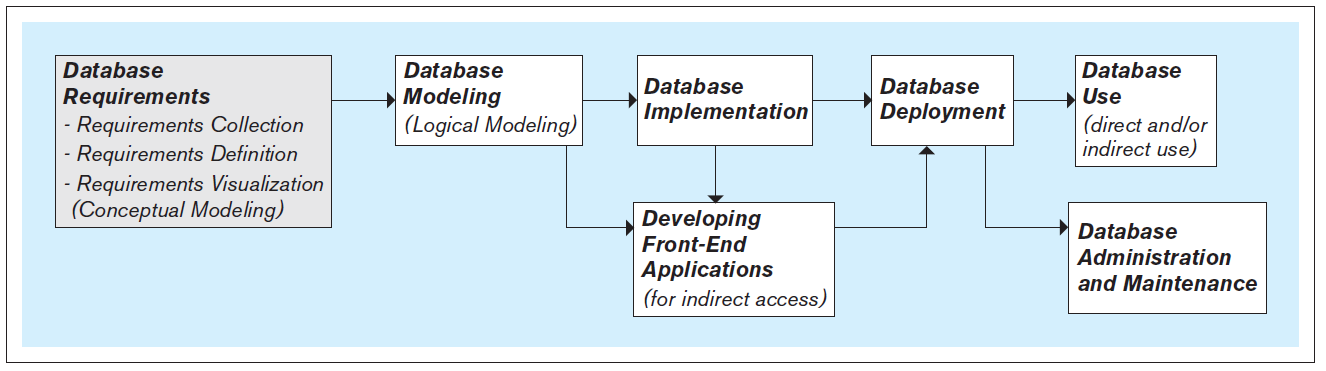 Database
Requirements
- Requirements Collection
- Requirements Definition
- Requirements Visualization
(Conceptual Modeling)
Database
Modeling
(Logical Modeling)
Database
Implementation
Developing
Front-End
Applications
(for indirect access)
Database
Deployment
Database
Use
(direct and/or
indirect use)
Database
Administration
and Maintenance